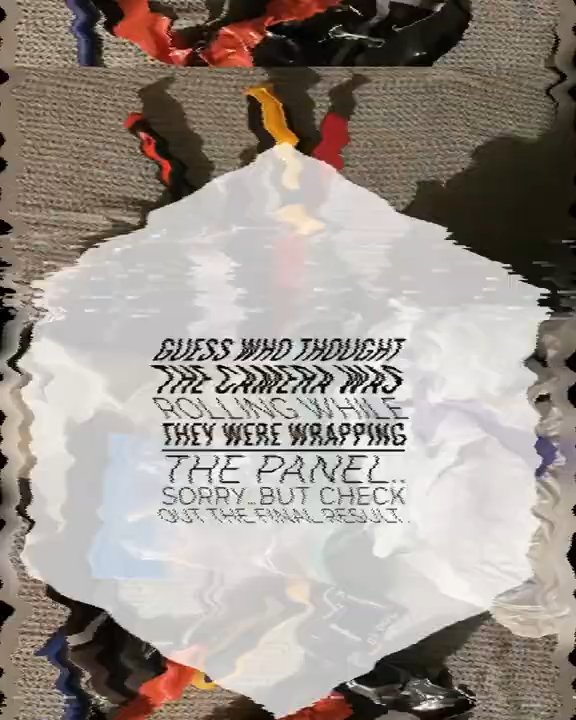 GUESS WHO THOUGHT
THE CAMERA WAS
ROLLING WHILE
THEY WERE WRAPPING
THE PANEL..
SORRY...BUT CHECK
OUT THE FINAL RESULT..